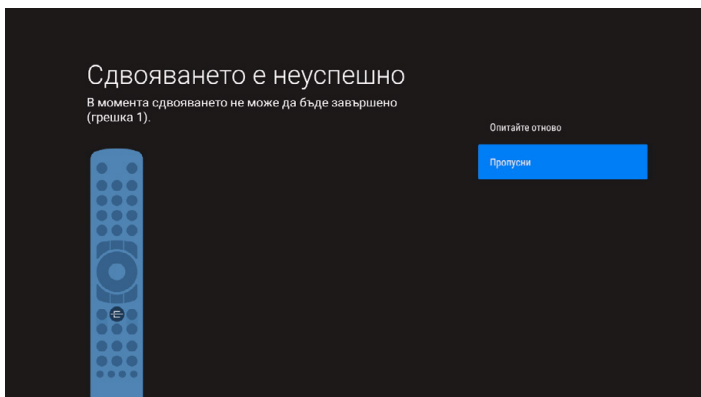 Сдвояването е неуспешно
В момента сдвояването не може да бъде завършено
(грешка 1).
Опитайте отново
Пропусни